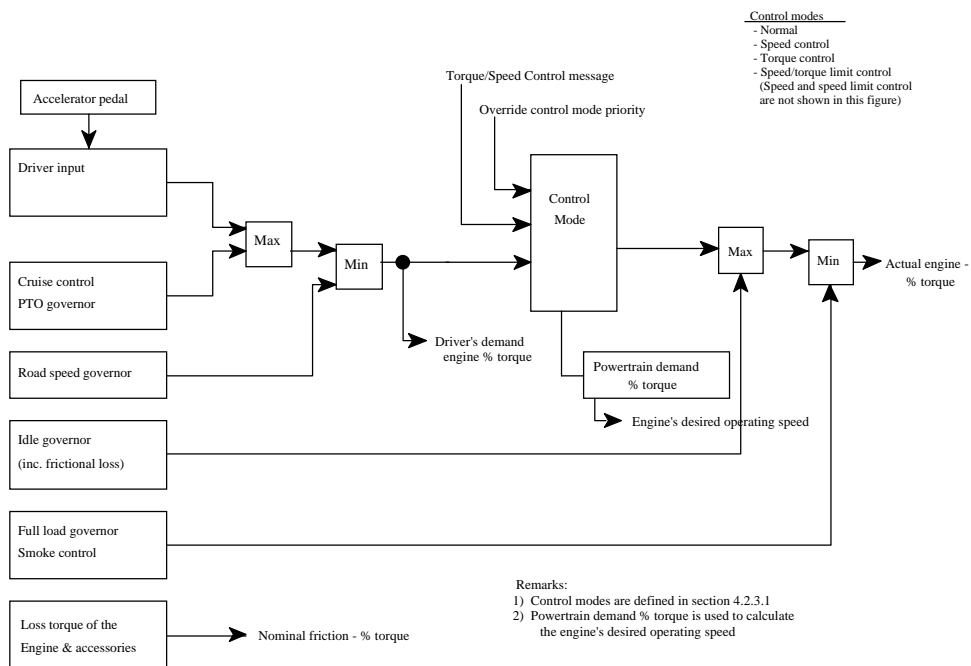 Control modes
- Normal
- Speed control
- Torque control
- Speed/torque limit control
(Speed and speed limit control
are not shown in this figure)
Torque/Speed Control message
Override control mode priority
Accelerator pedal
Driver input
Control
Mode
Max
Min
Max
Min
Actual engine -
% torque
Cruise control
PTO governor
Driver's demand
engine % torque
Road speed governor
Powertrain demand
% torque
Engine's desired operating speed
Idle governor
(inc. frictional loss)
Full load governor
Smoke control
Remarks:
1) Control modes are defined in section 4.2.3.1
2) Powertrain demand % torque is used to calculate
the engine's desired operating speed
Loss torque of the
Engine & accessories
Nominal friction - % torque